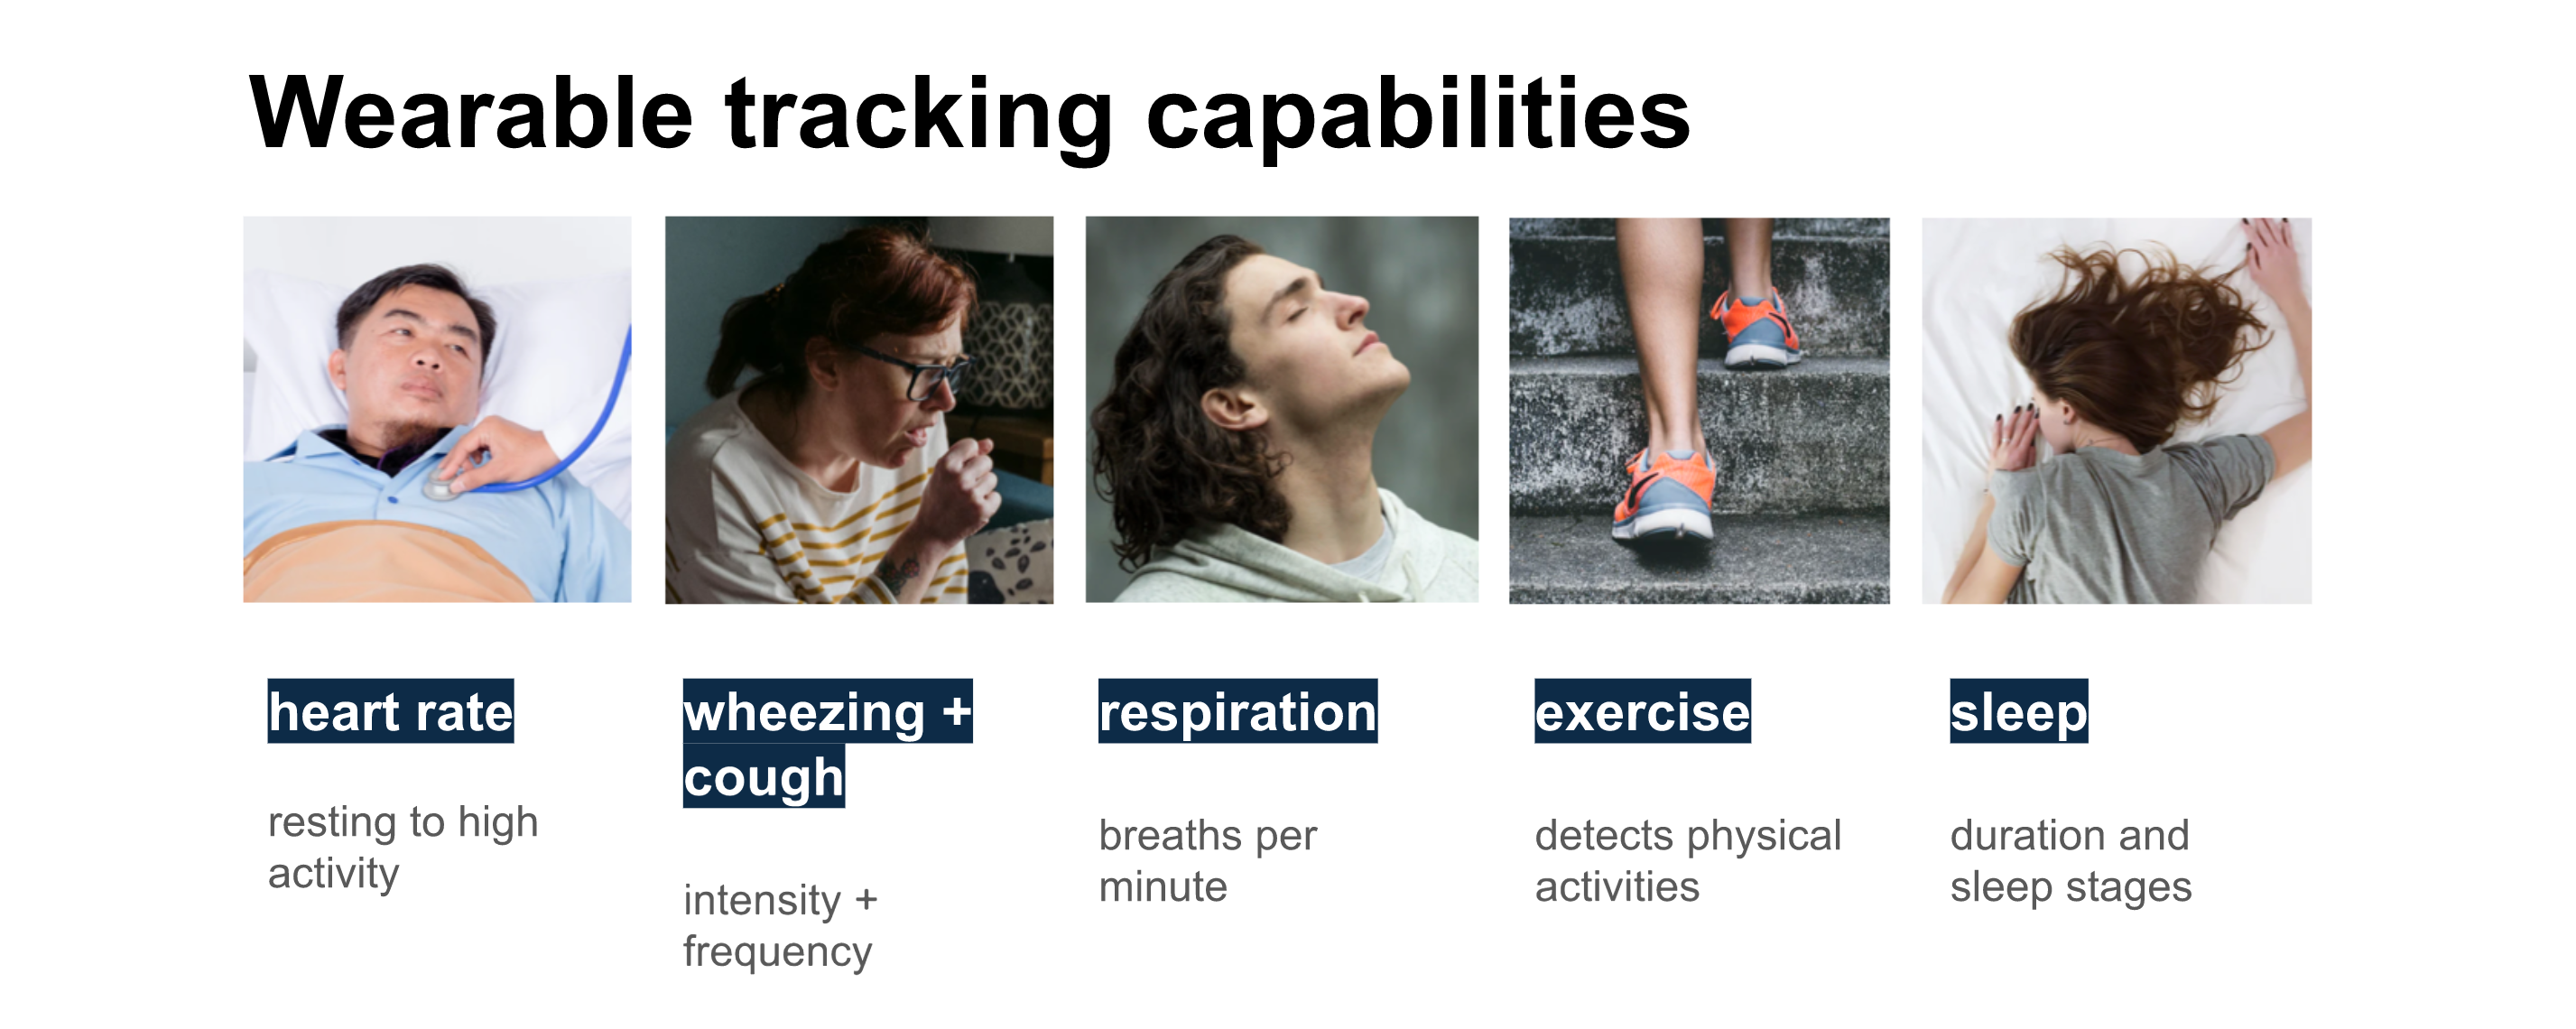 Wearable tracking capabilities
heart rate
resting to high
activity
wheezing +
cough
intensity +
frequency
respiration
breaths per
minute
exercise
detects physical
activities
sleep
duration and
sleep stages